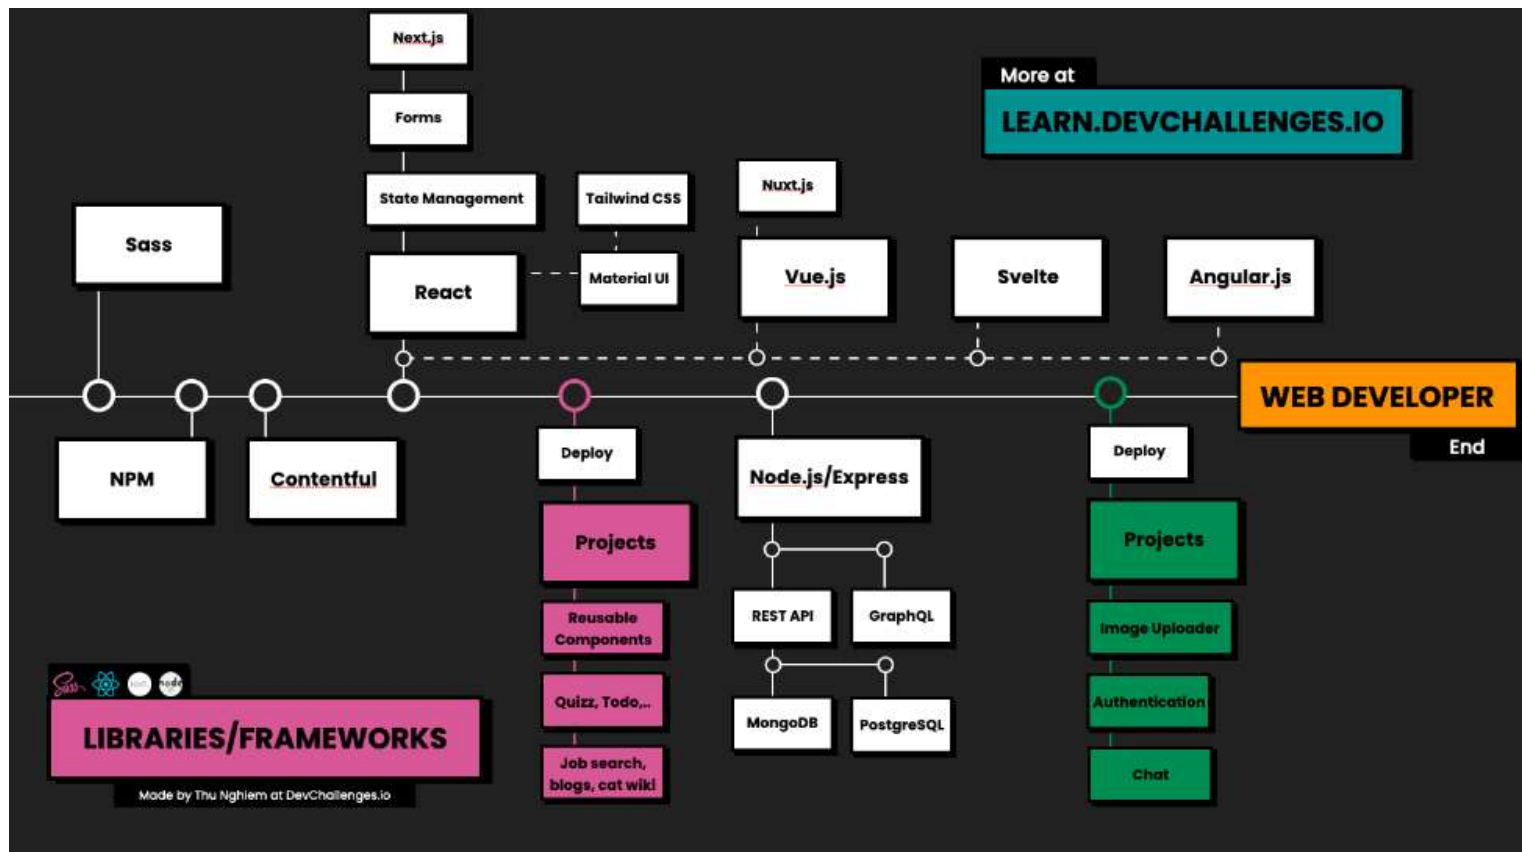 Next.js
Forms
State Management
Tailwind CSS
React
Material UI
More at
LEARN.DEVCHALLENGES.IO
Sass
Nuxt.js
Vue.js
Svelte
Angular.js
WEB DEVELOPER
End
NPM
Contentful
Deploy
Projects
Reusable
Components
Quizz, Todo,..
Job search,
blogs, cat wiki
Node.js/Express
REST API
GraphQL
MongoDB
PostgreSQL
Deploy
Projects
Image Uploader
Authentication
Chat
Sass
node
LIBRARIES/FRAMEWORKS
Made by Thu Nghiem at DevChallenges.io